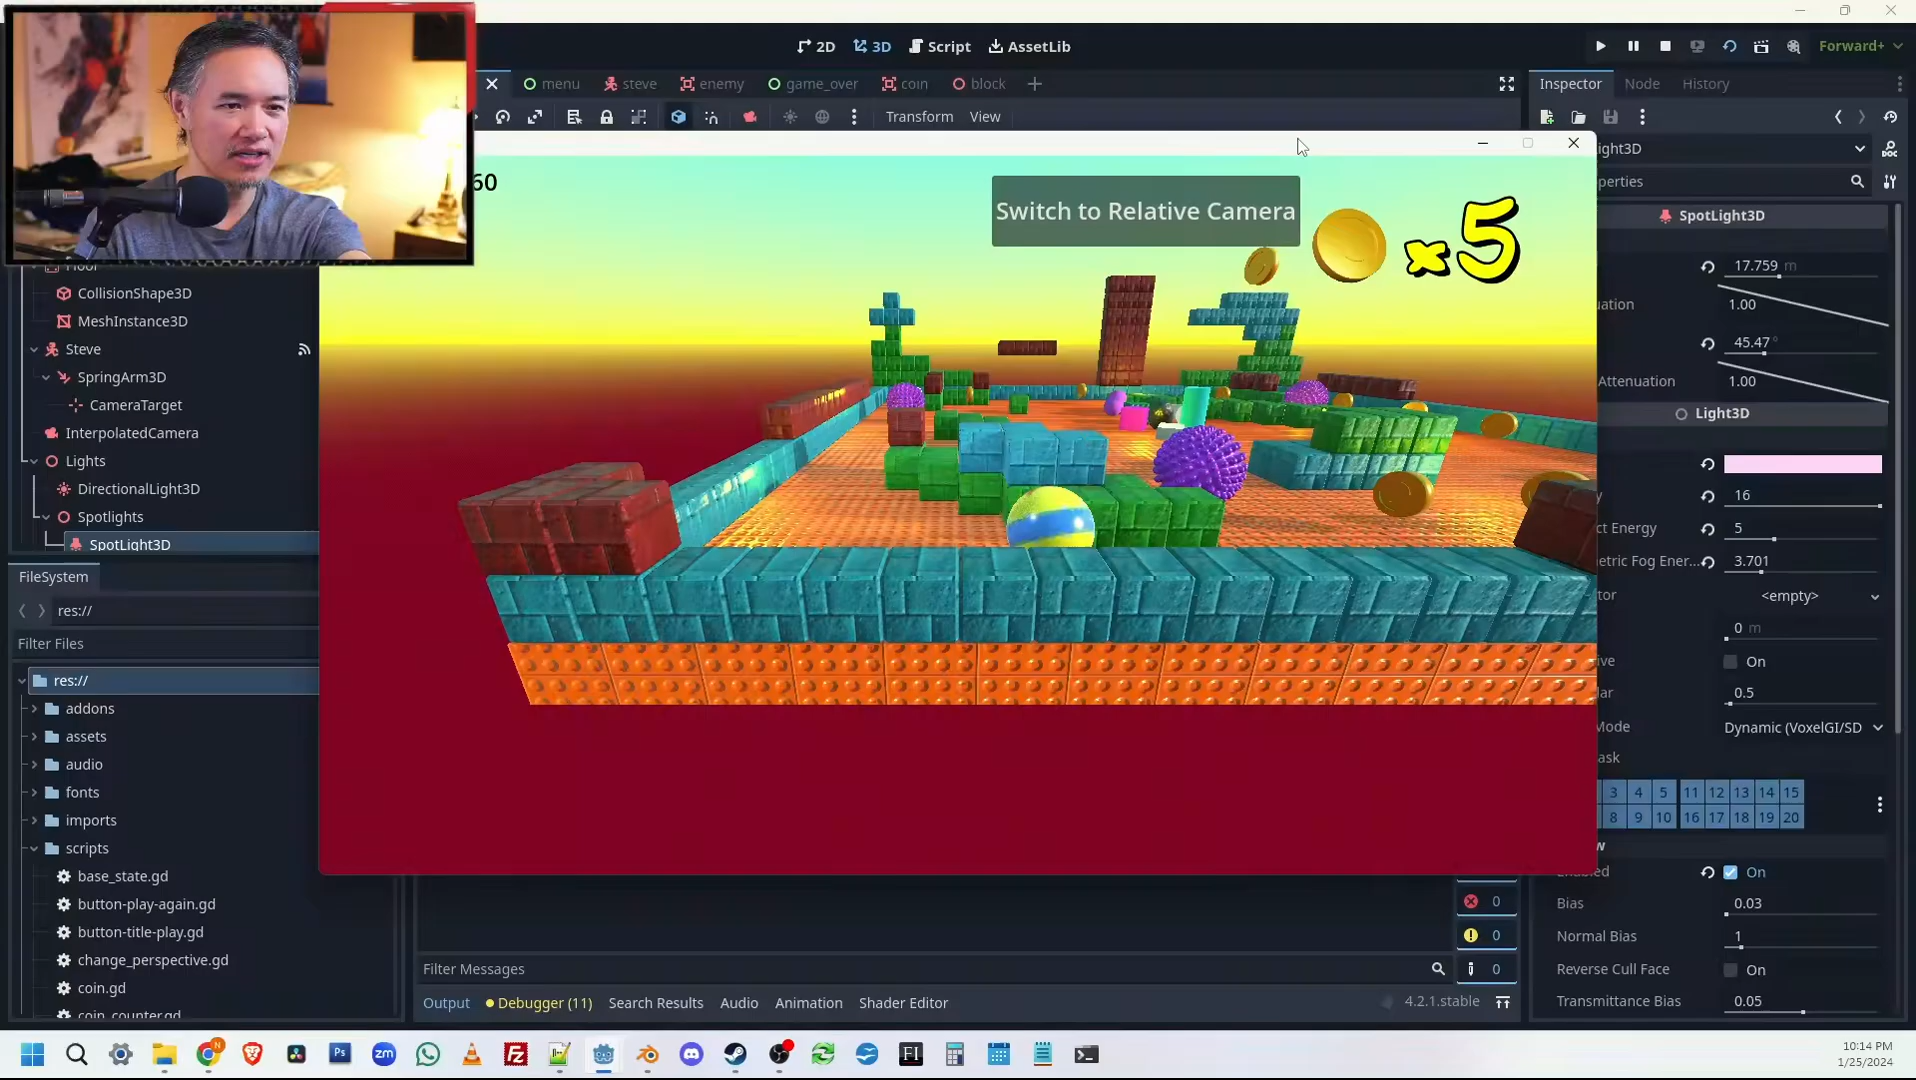 2D 3D Script AssetLib
Forward+
menu steve enemy game_over coin block
Inspector Node History
Transform View
ight3D
60
Switch to Relative Camera
x5
perties
SpotLight3D
Floor
17.759 m
CollisionShape3D
uation 1.00
MeshInstance3D
Steve
45.47 °
SpringArm3D
Attenuation 1.00
CameraTarget
Light3D
InterpolatedCamera
Lights
DirectionalLight3D
y 16
Spotlights
ct Energy 5
SpotLight3D
etric Fog Ener... 3.701
FileSystem
tor <empty>
res://
0 m
Filter Files
ive On
res://
lar 0.5
addons
Mode Dynamic (VoxelGI/SD
assets
ask
audio
3 4 5 11 12 13 14 15
fonts
8 9 10 16 17 18 19 20
imports
scripts
w
base_state.gd
Enabled On
button-play-again.gd
0
Bias 0.03
button-title-play.gd
0
Normal Bias 1
change_perspective.gd
Filter Messages
0
Reverse Cull Face On
coin.gd
Output Debugger (11) Search Results Audio Animation Shader Editor
4.2.1.stable
Transmittance Bias 0.05
coin_counter.gd
10:14 PM
1/25/2024